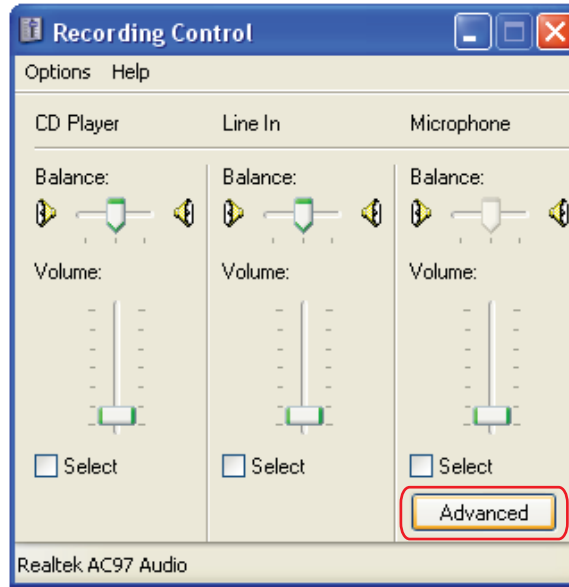 Recording Control
Options Help
CD Player Line In Microphone
Balance: Balance: Balance:
Volume: Volume: Volume:
Select Select Select
Advanced
Realtek AC97 Audio